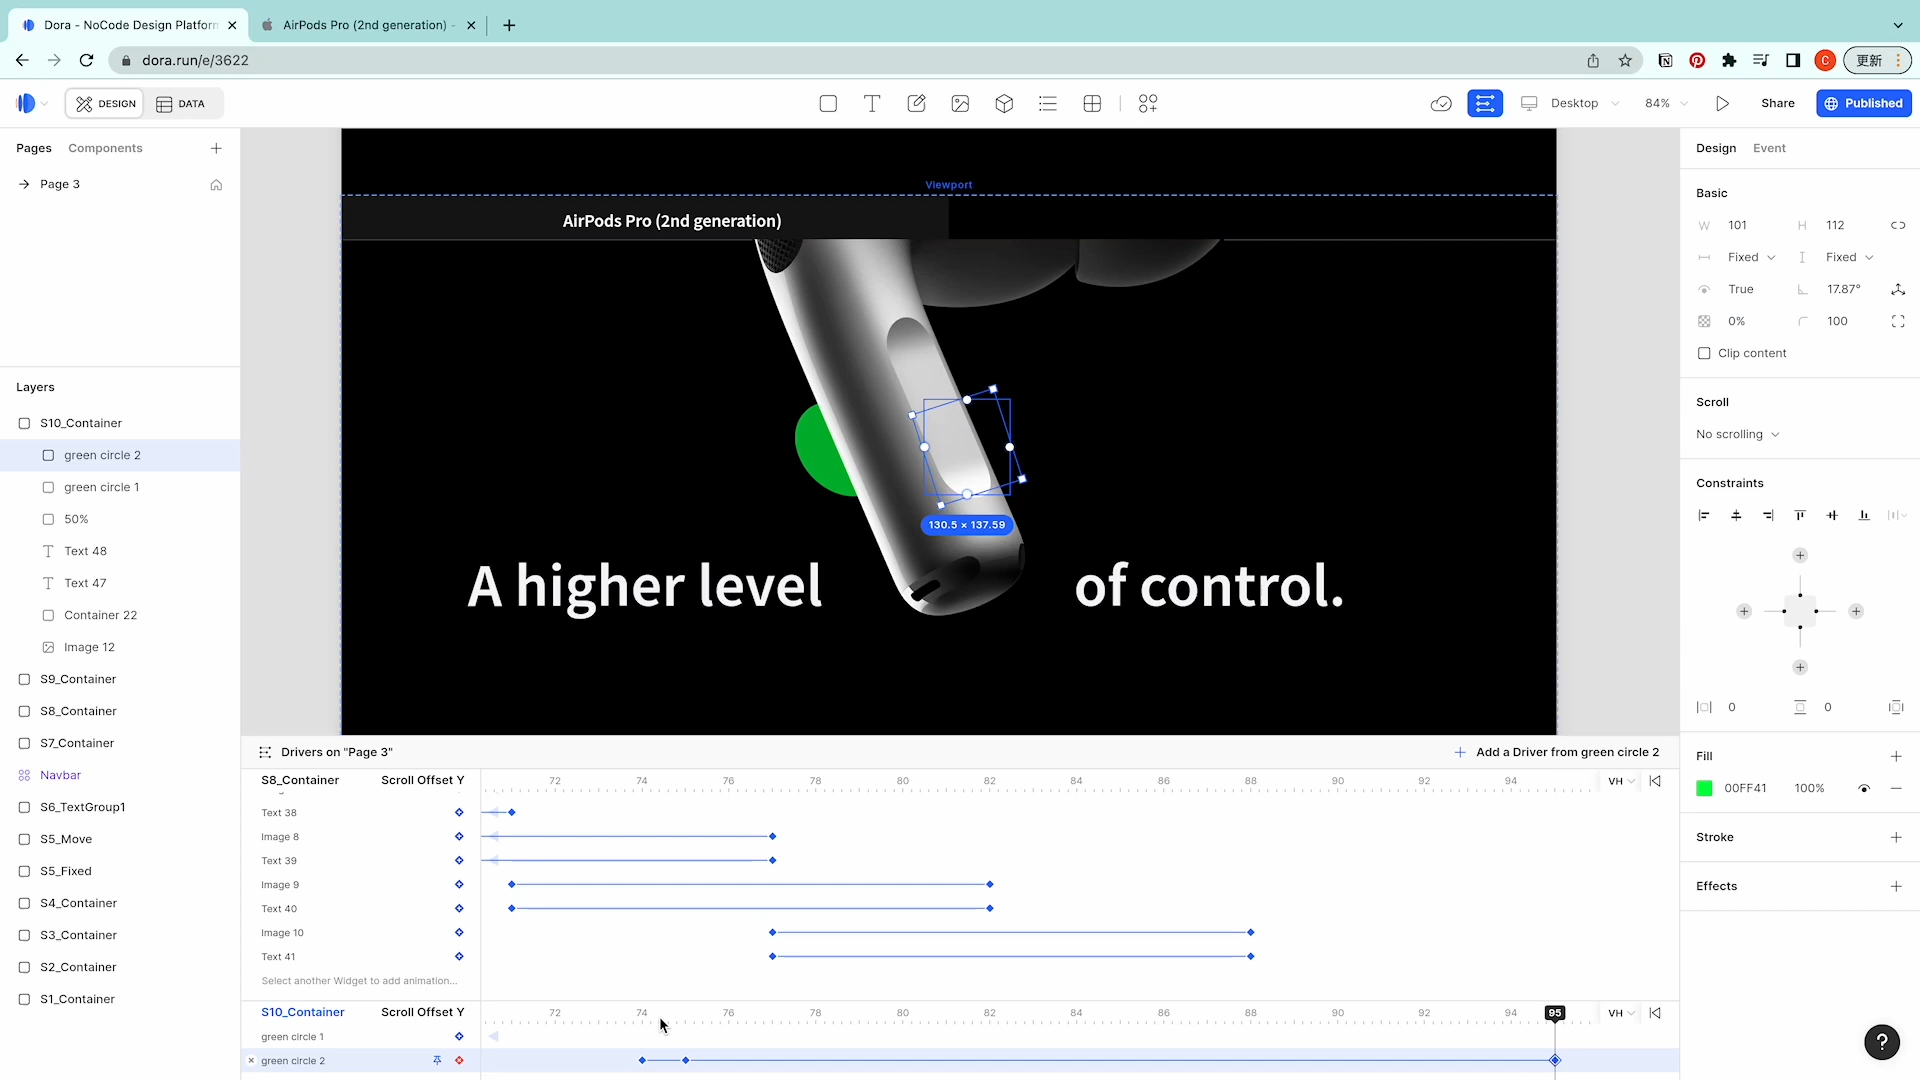 Dora - NoCode Design Platform
AirPods Pro (2nd generation) -
dora.run/e/3622
C
更新
DESIGN
DATA
Desktop
84%
Share
Published
Pages
Components
Page 3
Layers
S10_Container
green circle 2
green circle 1
50%
Text 48
Text 47
Container 22
Image 12
S9_Container
S8_Container
S7_Container
Navbar
S6_TextGroup1
S5_Move
S5_Fixed
S4_Container
S3_Container
S2_Container
S1_Container
Viewport
AirPods Pro (2nd generation)
130.5 × 137.59
A higher level
of control.
Design
Event
Basic
W 101 H 112
Fixed Fixed
True 17.87°
0% 100
Clip content
Scroll
No scrolling
Constraints
0 0
Fill
00FF41 100%
Stroke
Effects
Drivers on "Page 3"
Add a Driver from green circle 2
S8_Container Scroll Offset Y 72 74 76 78 80 82 84 86 88 90 92 94 VH
Text 38
Image 8
Text 39
Image 9
Text 40
Image 10
Text 41
Select another Widget to add animation...
S10_Container Scroll Offset Y 72 74 76 78 80 82 84 86 88 90 92 94 95 VH
green circle 1
green circle 2
?